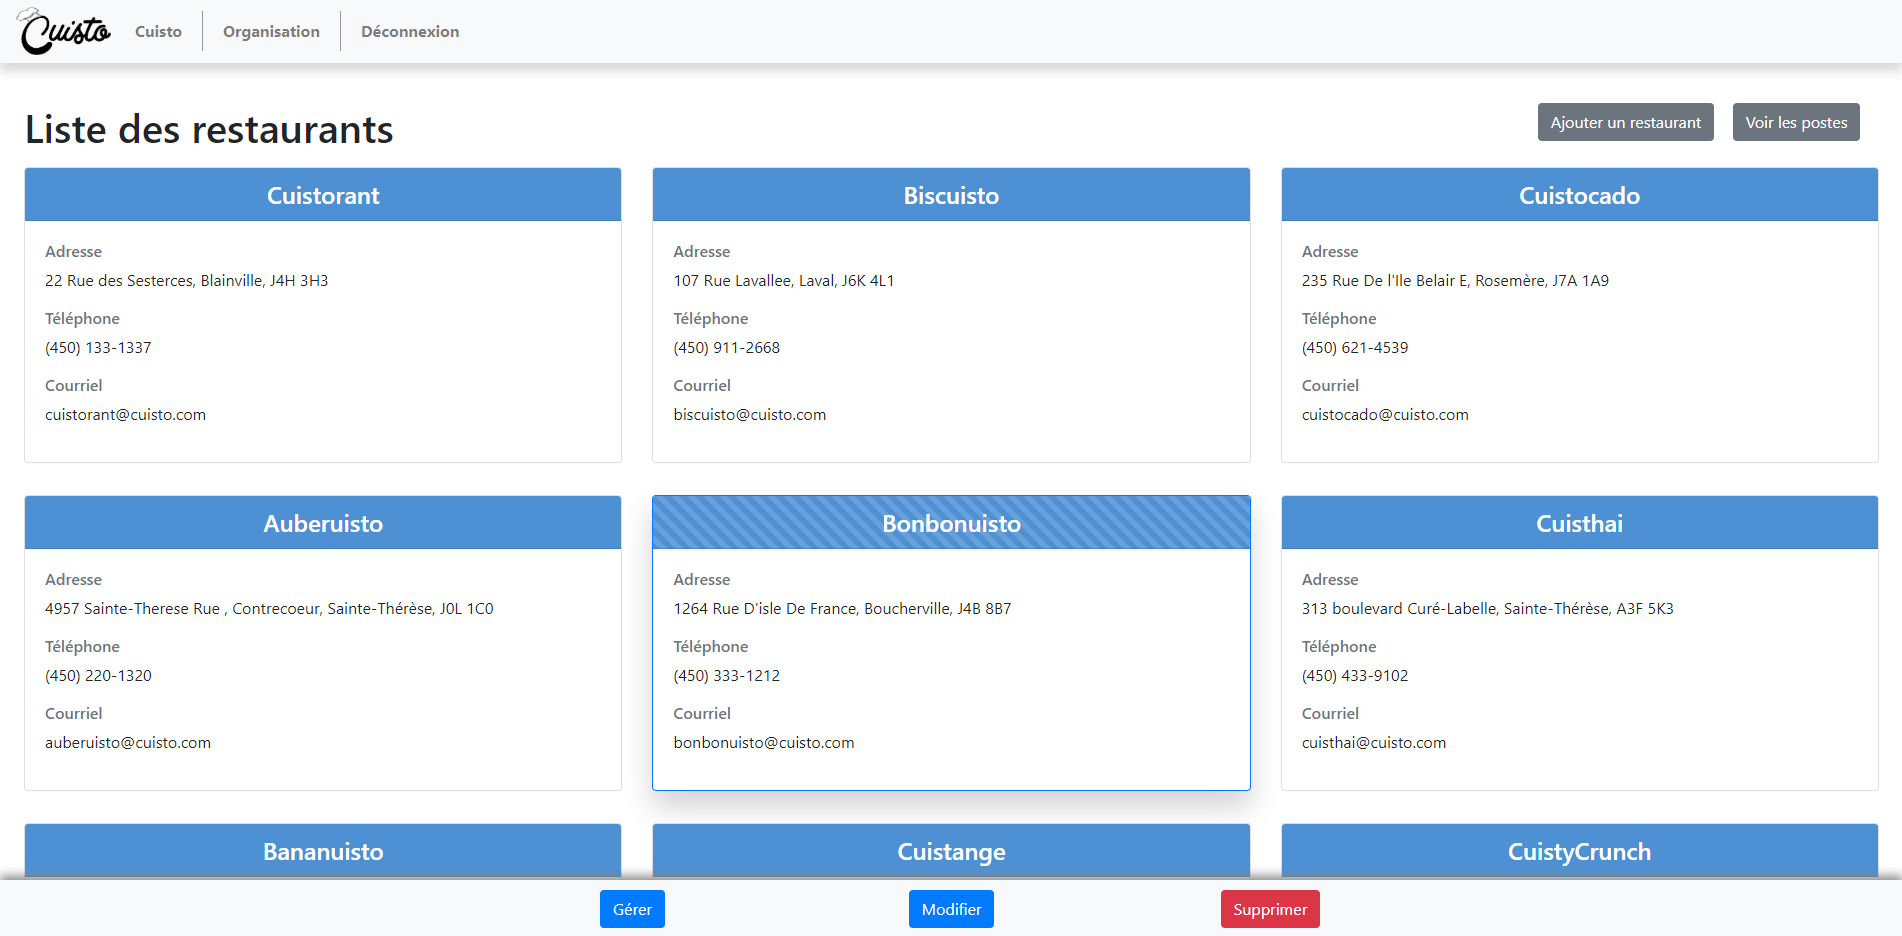 Cuisto Cuisto Organisation Déconnexion
Liste des restaurants
Ajouter un restaurant Voir les postes
Cuistorant
Adresse
22 Rue des Sesterces, Blainville, J4H 3H3
Téléphone
(450) 133-1337
Courriel
cuistorant@cuisto.com
Biscuisto
Adresse
107 Rue Lavallee, Laval, J6K 4L1
Téléphone
(450) 911-2668
Courriel
biscuisto@cuisto.com
Cuistocado
Adresse
235 Rue De l'Ile Belair E, Rosemère, J7A 1A9
Téléphone
(450) 621-4539
Courriel
cuistocado@cuisto.com
Auberuisto
Adresse
4957 Sainte-Therese Rue , Contrecoeur, Sainte-Thérèse, J0L 1C0
Téléphone
(450) 220-1320
Courriel
auberuisto@cuisto.com
Bonbonuisto
Adresse
1264 Rue D'isle De France, Boucherville, J4B 8B7
Téléphone
(450) 333-1212
Courriel
bonbonuisto@cuisto.com
Cuisthai
Adresse
313 boulevard Curé-Labelle, Sainte-Thérèse, A3F 5K3
Téléphone
(450) 433-9102
Courriel
cuisthai@cuisto.com
Bananuisto
Cuistange
CuistyCrunch
Gérer Modifier Supprimer